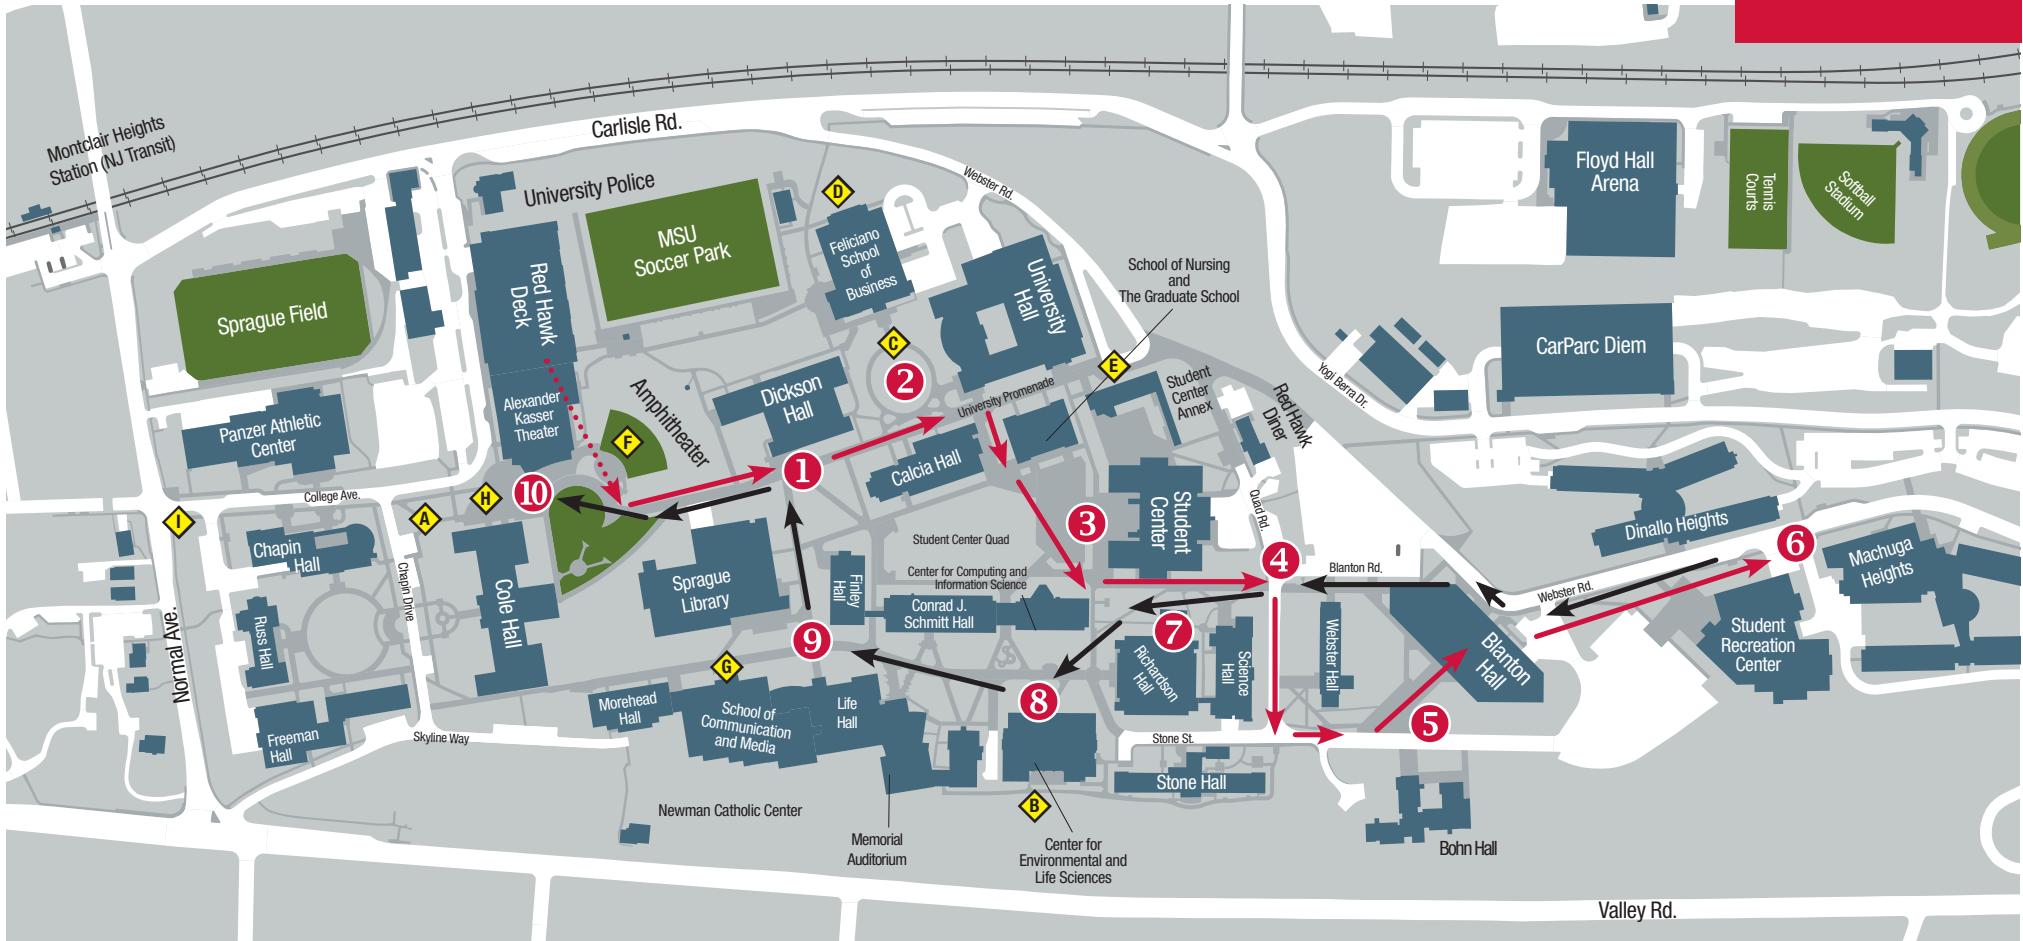 Montclair Heights
Station (NJ Transit)
Carlisle Rd.
University Police
MSU
Soccer Park
D
Webster Rd.
Floyd Hall
Arena
Tennis
Courts
Softball
Stadium
Sprague Field
Red Hawk
Deck
Feliciano
School
of
Business
University
Hall
School of Nursing
and
The Graduate School
C
2
E
CarParc Diem
Yogi Berra Dr.
Student
Center
Annex
Red Hawk
Diner
University Promenade
Dickson
Hall
Amphitheater
Alexander
Kasser
Theater
F
Panzer Athletic
Center
Calcia Hall
1
10
H
College Ave.
A
I
3
Student
Center
Quad Rd.
Dinallo Heights
6
Machuga
Heights
Chapin
Hall
Student Center Quad
4
Blanton Rd.
Webster Rd.
Chapin Drive
Cole Hall
Sprague
Library
Finley
Hall
Center for Computing and
Information Science
Conrad J.
Schmitt Hall
Russ Hall
Normal Ave.
9
7
Richardson
Hall
Science
Hall
Webster Hall
Blanton
Hall
Student
Recreation
Center
G
Morehead
Hall
School of
Communication
and Media
Life
Hall
8
5
Freeman
Hall
Skyline Way
Stone St.
Stone Hall
Newman Catholic Center
B
Memorial
Auditorium
Center for
Environmental and
Life Sciences
Bohn Hall
Valley Rd.